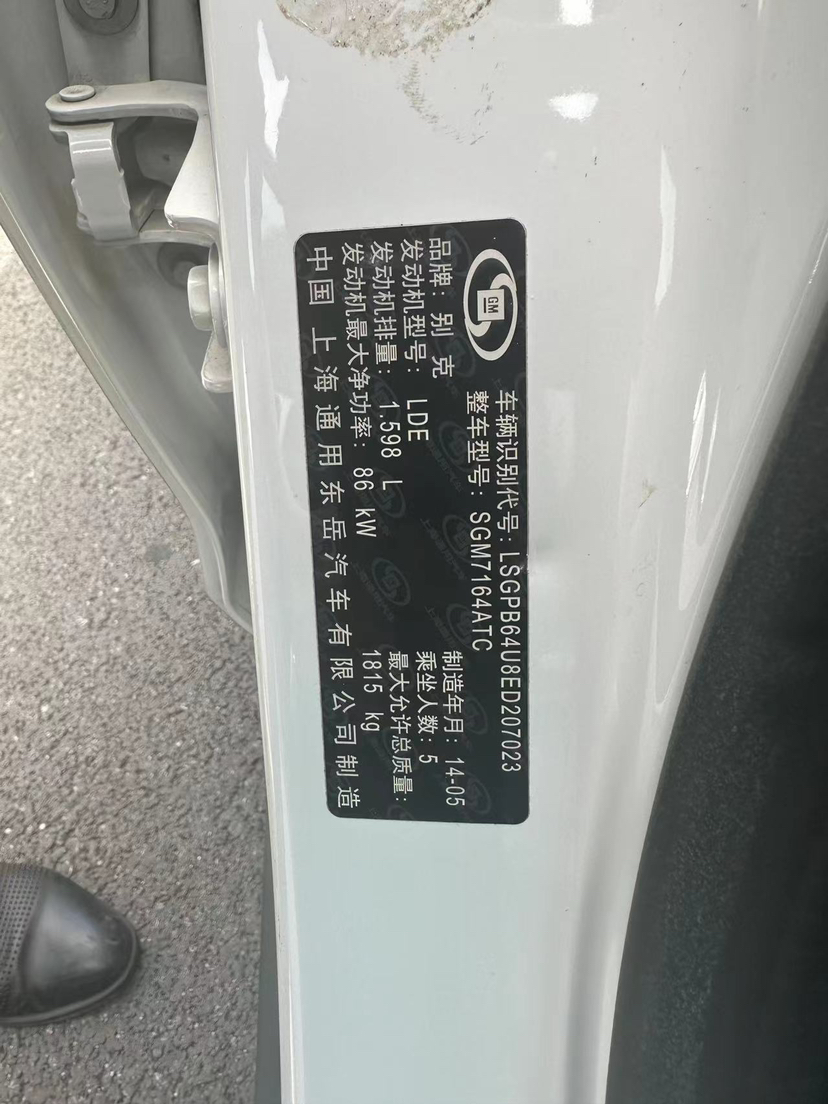 GM
车辆识别代号: LSGPB64U8ED207023
整车型号: SGM7164ATC
品牌: 别克
制造年月: 14-05
发动机型号: LDE
乘坐人数: 5
发动机排量: 1.598 L
最大允许总质量:
发动机最大净功率: 86 kW
1815 kg
中国 上海通用东岳汽车有限公司制造